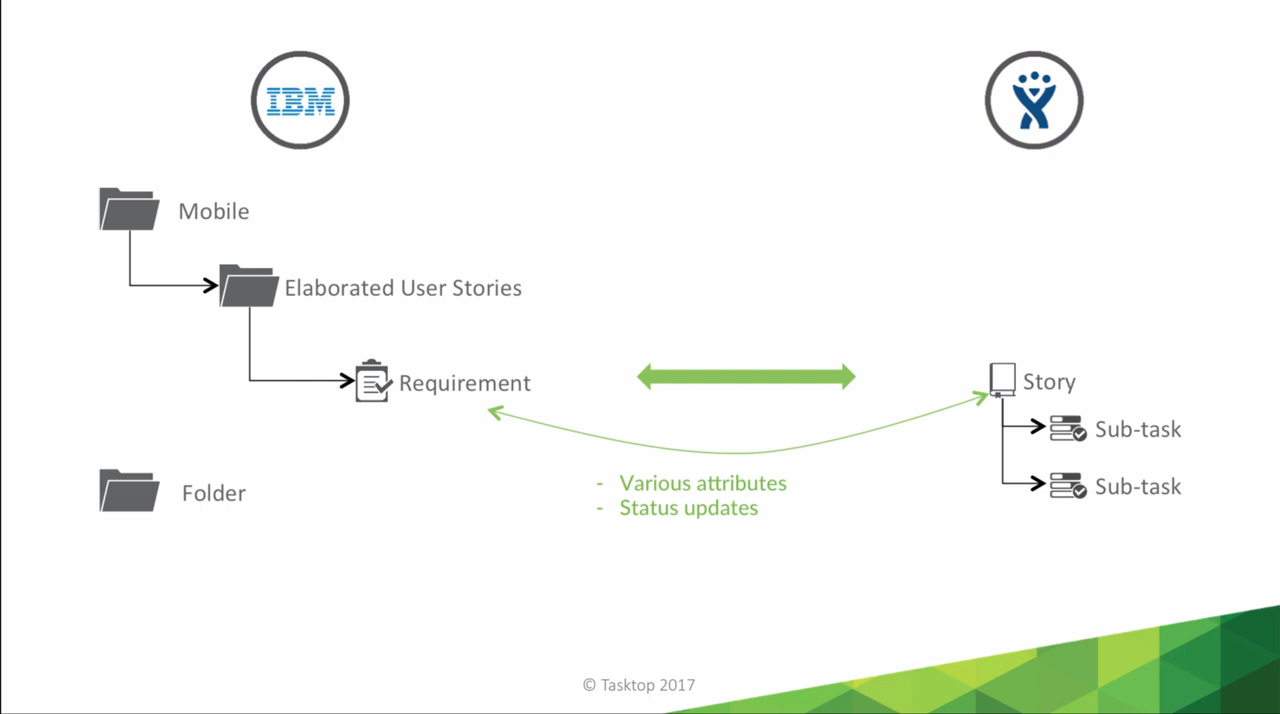 IBM
Mobile
Elaborated User Stories
Requirement
Story
Sub-task
Sub-task
Folder
- Various attributes
- Status updates
© Tasktop 2017